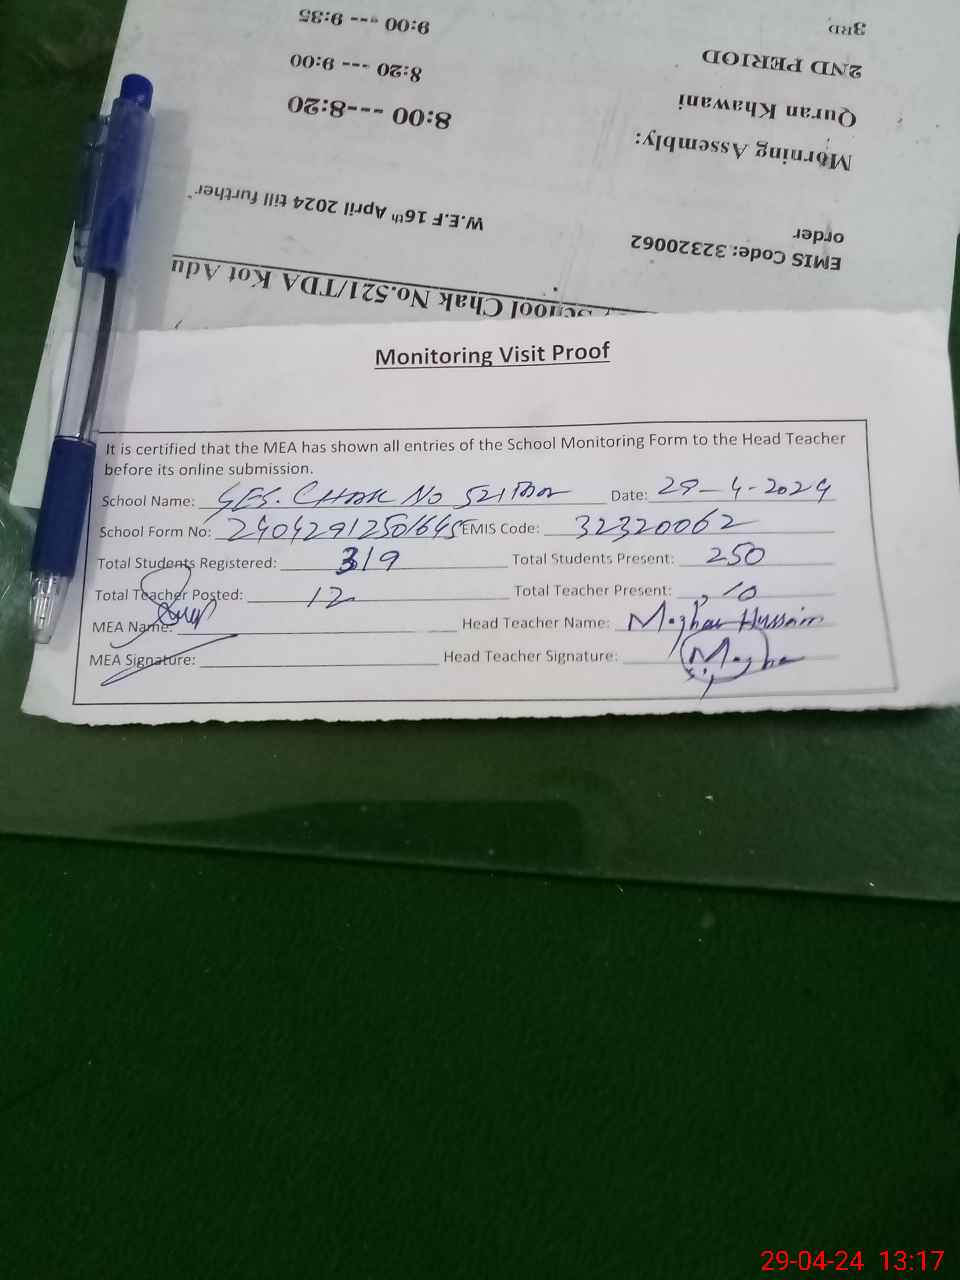 9:00 --- 9:35
3RD
8:20 --- 9:00
2ND PERIOD
8:00 ---8:20
Quran Khawani
Morning Assembly:
W.E.F 16th April 2024 till further
order
EMIS Code: 32320062
School Chak No.521/TDA Kot Adu
Monitoring Visit Proof
It is certified that the MEA has shown all entries of the School Monitoring Form to the Head Teacher
before its online submission.
School Name: GES. CHAK NO 521 Date: 29-4-2024
School Form No: 24042912501645 EMIS Code: 32320062
Total Students Registered: 319 Total Students Present: 250
Total Teacher Posted: 12 Total Teacher Present: 10
MEA Name: Head Teacher Name: Hussain
MEA Signature: Head Teacher Signature:
29-04-24 13:17